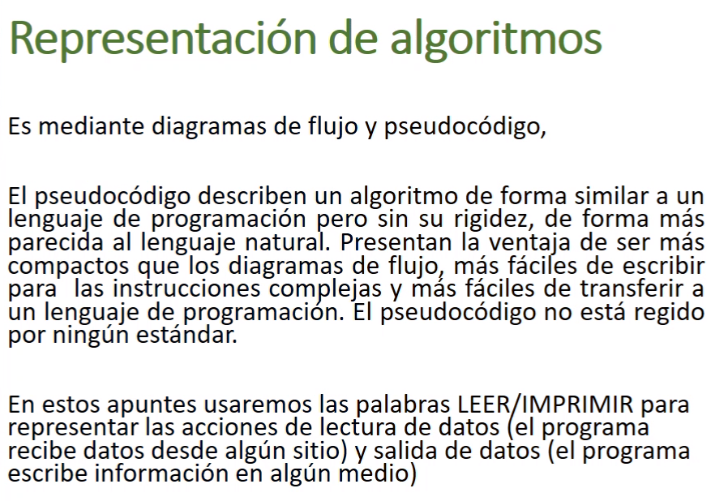 Representación de algoritmos
Es mediante diagramas de flujo y pseudocódigo,
El pseudocódigo describen un algoritmo de forma similar a un
lenguaje de programación pero sin su rigidez, de forma más
parecida al lenguaje natural. Presentan la ventaja de ser más
compactos que los diagramas de flujo, más fáciles de escribir
para las instrucciones complejas y más fáciles de transferir a
un lenguaje de programación. El pseudocódigo no está regido
por ningún estándar.
En estos apuntes usaremos las palabras LEER/IMPRIMIR para
representar las acciones de lectura de datos (el programa
recibe datos desde algún sitio) y salida de datos (el programa
escribe información en algún medio)